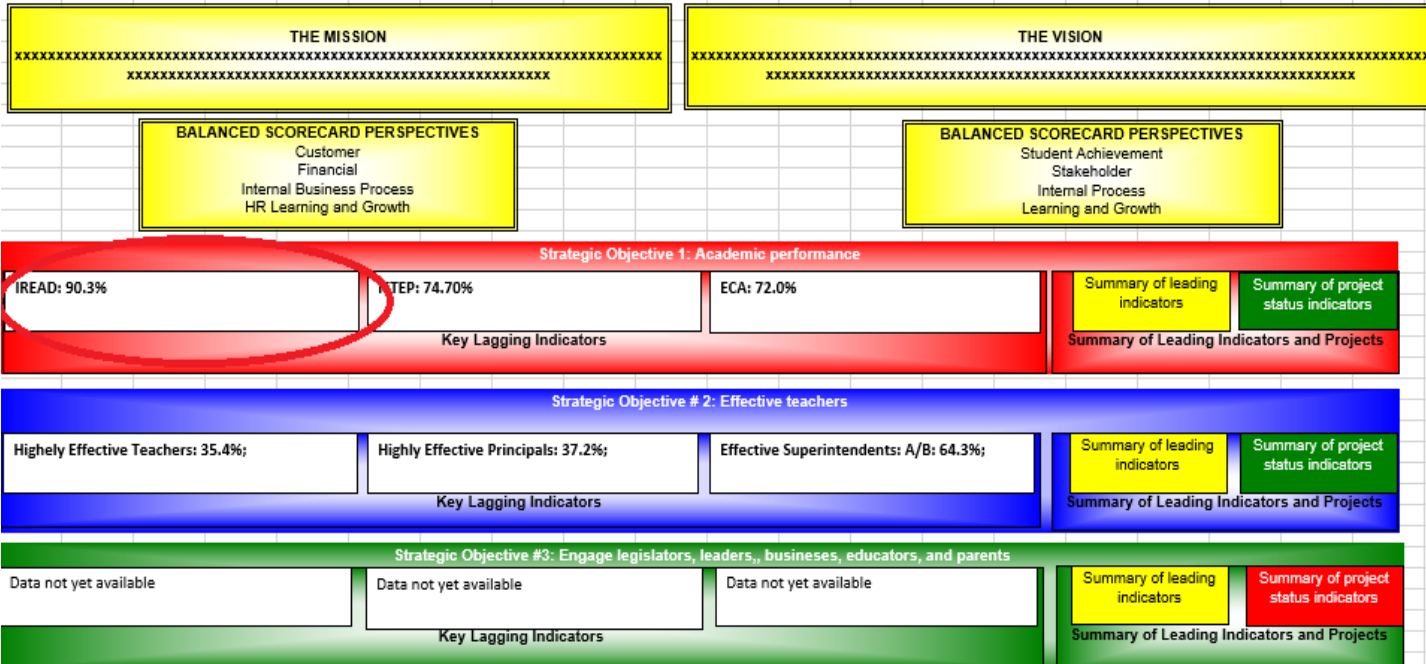 THE MISSION
xxxxxxxxxxxxxxxxxxxxxxxxxxxxxxxxxxxxxxxxxxxxxxxxxxxxxxxxxxxxxxxxxxxxxxxxxxxxxx
xxxxxxxxxxxxxxxxxxxxxxxxxxxxxxxxxxxxxxxxxxxxxxxxxxx
THE VISION
xxxxxxxxxxxxxxxxxxxxxxxxxxxxxxxxxxxxxxxxxxxxxxxxxxxxxxxxxxxxxxxxxxxxxxxxxxxxxxxxxxxxxxxxx
xxxxxxxxxxxxxxxxxxxxxxxxxxxxxxxxxxxxxxxxxxxxxxxxxxxxxxxxxxxxxxxxxxxxxxx
BALANCED SCORECARD PERSPECTIVES
Customer
Financial
Internal Business Process
HR Learning and Growth
BALANCED SCORECARD PERSPECTIVES
Student Achievement
Stakeholder
Internal Process
Learning and Growth
Strategic Objective 1: Academic performance
IREAD: 90.3%
ISTEP: 74.70%
ECA: 72.0%
Key Lagging Indicators
Summary of leading
indicators
Summary of project
status indicators
Summary of Leading Indicators and Projects
Strategic Objective # 2: Effective teachers
Highely Effective Teachers: 35.4%;
Highly Effective Principals: 37.2%;
Effective Superintendents: A/B: 64.3%;
Key Lagging Indicators
Summary of leading
indicators
Summary of project
status indicators
Summary of Leading Indicators and Projects
Strategic Objective #3: Engage legislators, leaders,, busineses, educators, and parents
Data not yet available
Data not yet available
Data not yet available
Key Lagging Indicators
Summary of leading
indicators
Summary of project
status indicators
Summary of Leading Indicators and Projects